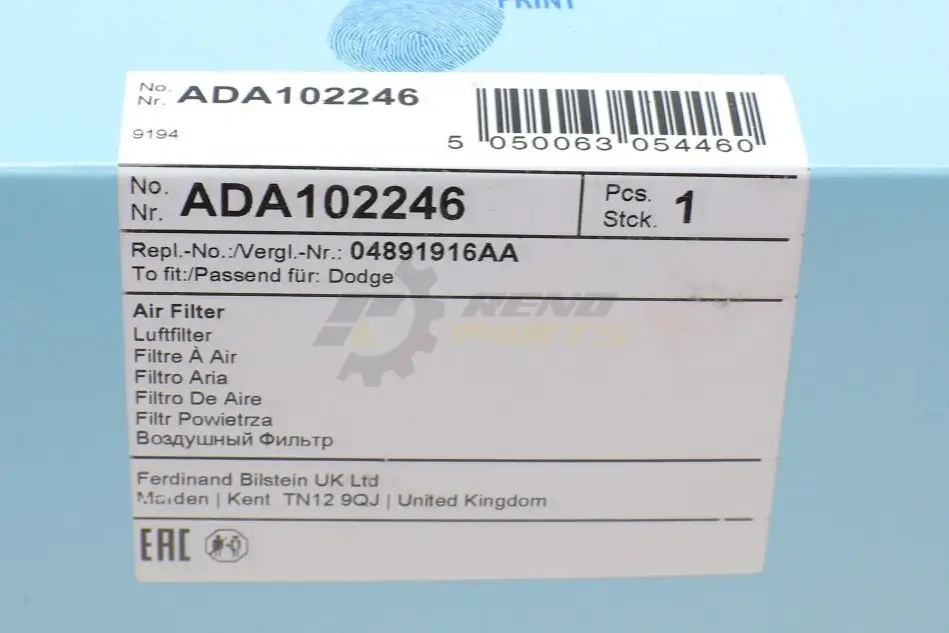 PRINT
No.
Nr. ADA102246
9194
5 050063 054460
No.
Nr. ADA102246
Pcs.
Stck. 1
Repl.-No.:/Vergl.-Nr.: 04891916AA
To fit:/Passend für: Dodge
Air Filter
Luftfilter
Filtre À Air
Filtro Aria
Filtro De Aire
Filtr Powietrza
Воздушный Фильтр
Ferdinand Bilstein UK Ltd
Marden | Kent TN12 9QJ | United Kingdom
EAC
REND
PARTS